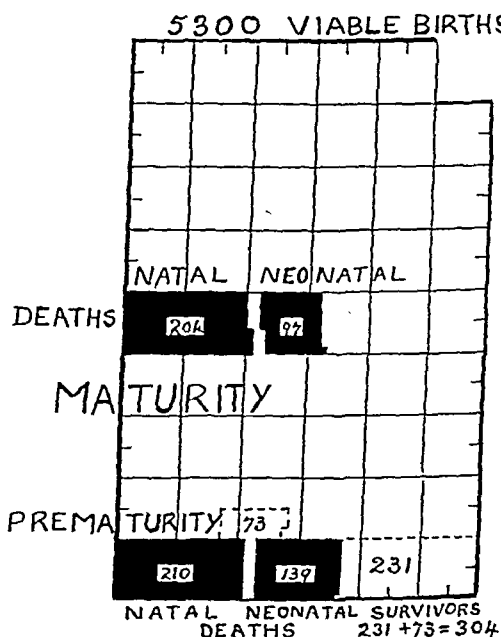 5300 VIABLE BIRTHS
NATAL NEONATAL
DEATHS 204 97
MATURITY
PREMATURITY 73
210 139 231
NATAL NEONATAL SURVIVORS
DEATHS 231+73=304